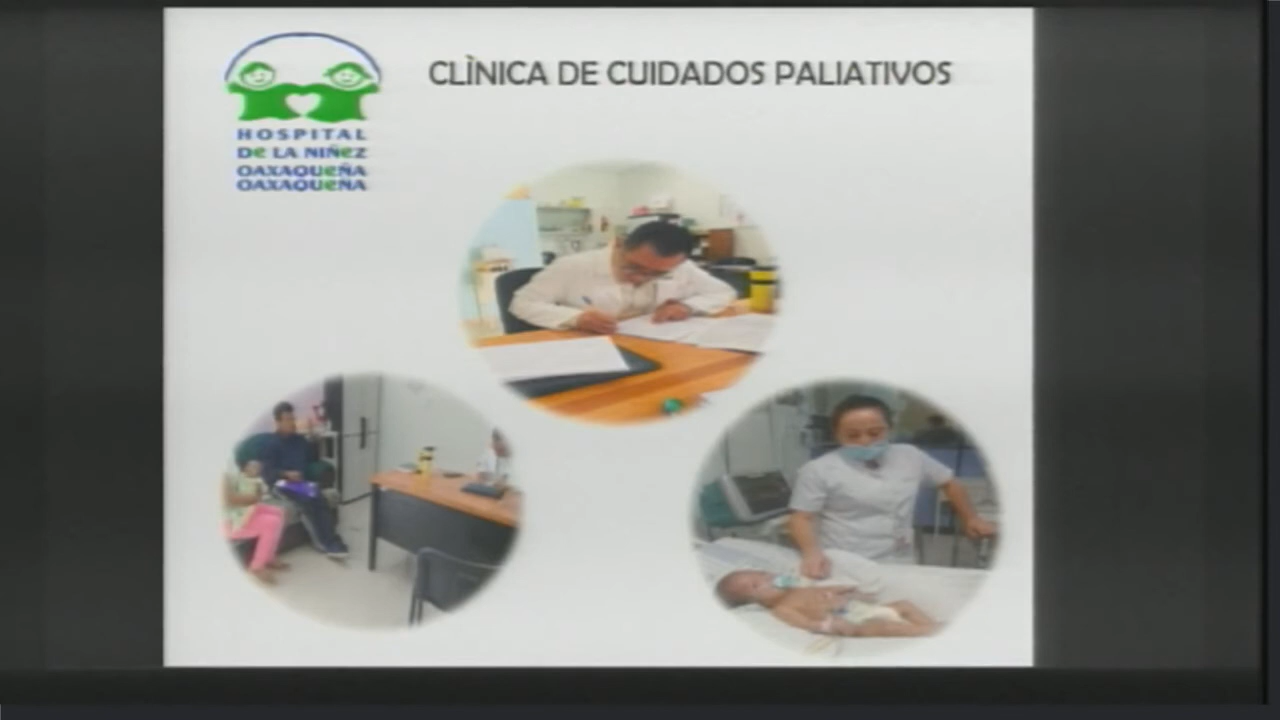 CLÌNICA DE CUIDADOS PALIATIVOS
HOSPITAL
De LA NIÑeZ
OAXAQUeÑA
OAXAQUeÑA